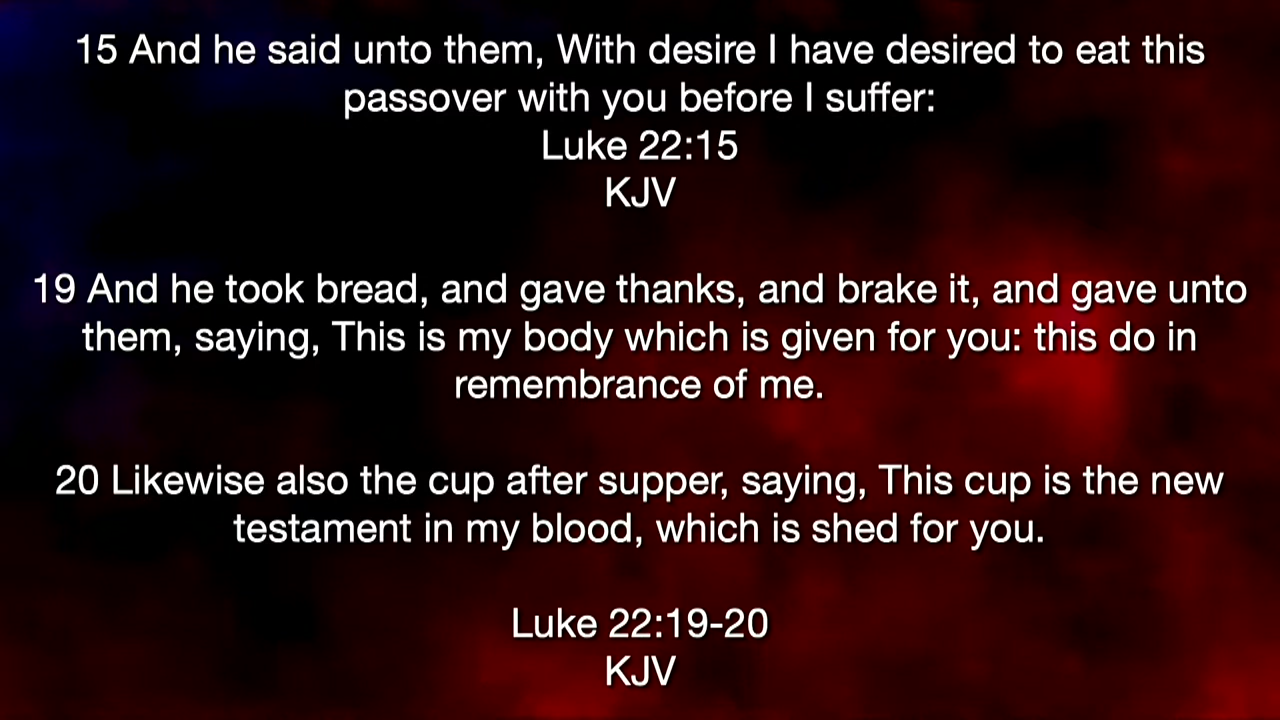 15 And he said unto them, With desire I have desired to eat this
passover with you before I suffer:
Luke 22:15
KJV
19 And he took bread, and gave thanks, and brake it, and gave unto
them, saying, This is my body which is given for you: this do in
remembrance of me.
20 Likewise also the cup after supper, saying, This cup is the new
testament in my blood, which is shed for you.
Luke 22:19-20
KJV